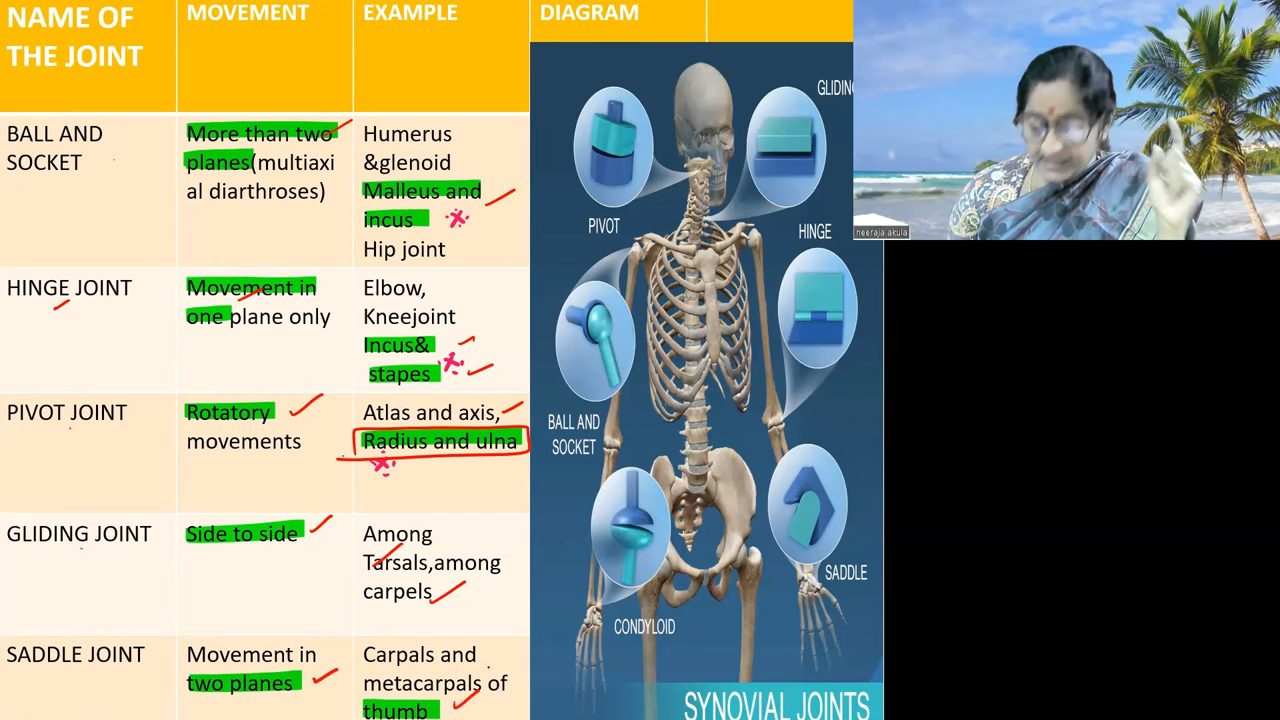 NAME OF
THE JOINT
MOVEMENT
EXAMPLE
DIAGRAM
BALL AND
SOCKET
More than two
planes(multiaxi
al diarthroses)
Humerus
&glenoid
Malleus and
incus
Hip joint
HINGE JOINT
Movement in
one plane only
Elbow,
Kneejoint
Incus&
stapes
PIVOT JOINT
Rotatory
movements
Atlas and axis,
Radius and ulna
GLIDING JOINT
Side to side
Among
Tarsals,among
carpels
SADDLE JOINT
Movement in
two planes
Carpals and
metacarpals of
thumb
GLIDING
PIVOT
HINGE
BALL AND
SOCKET
SADDLE
CONDYLOID
SYNOVIAL JOINTS
neeraja akula